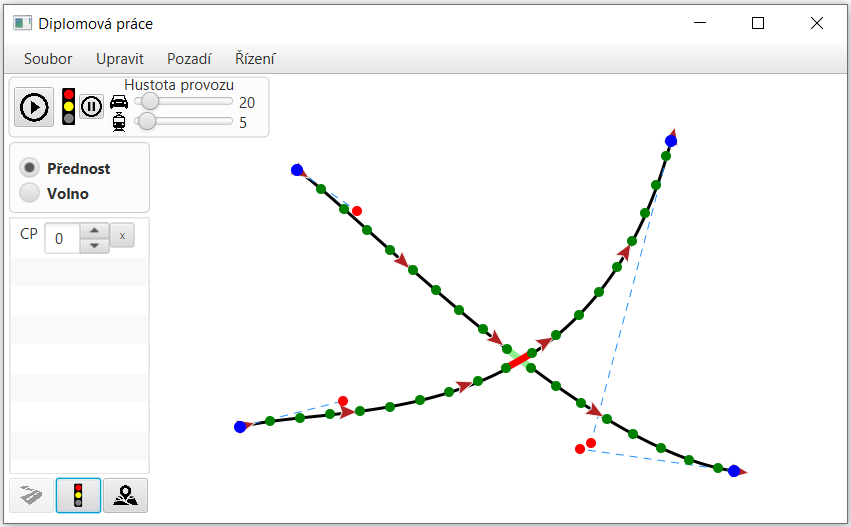 Diplomová práce
Soubor Upravit Pozadí Řízení
Hustota provozu
20
5
Přednost
Volno
CP 0 x